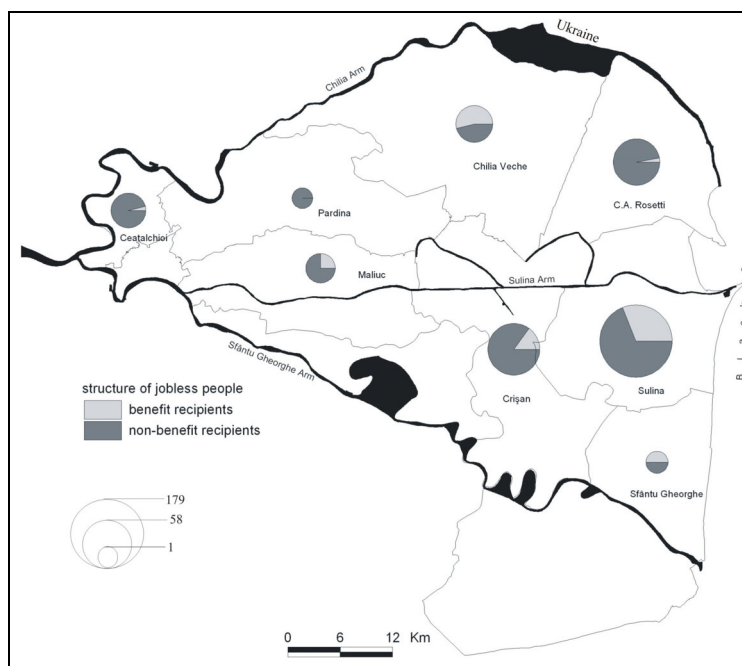 Ukraine
Chilia Arm
Chilia Veche
C.A. Rosetti
Pardina
Ceatalchioi
Maliuc
Sulina Arm
Sfântu Gheorghe Arm
Crişan
Sulina
Sfântu Gheorghe
structure of jobless people
benefit recipients
non-benefit recipients
179
58
1
0 6 12 Km